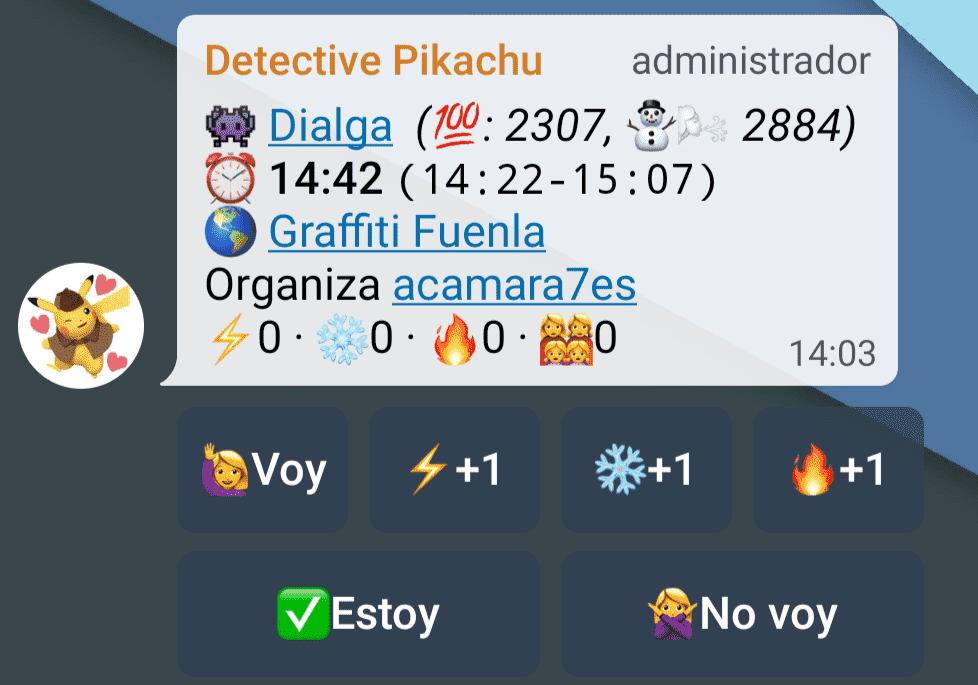 Detective Pikachu administrador
👾 Dialga (💯: 2307, ☃️🌬 2884)
⏰ 14:42 (14:22-15:07)
🌎 Graffiti Fuenla
Organiza acamara7es
⚡0 · ❄️0 · 🔥0 · 👩‍👩‍👧‍👧0
14:03
🙋‍♀️Voy ⚡+1 ❄️+1 🔥+1
✅Estoy 🙅‍♀️No voy